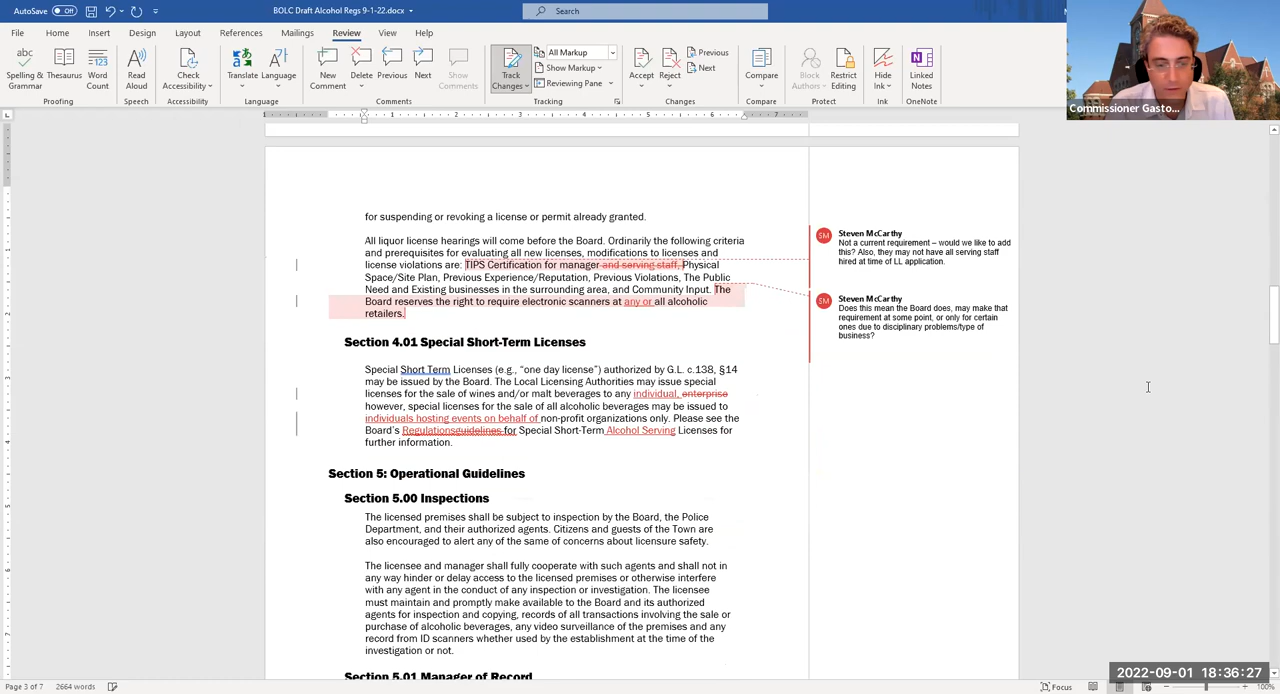 AutoSave Off BOLC Draft Alcohol Regs 9-1-22.docx Search
File Home Insert Draw Design Layout References Mailings Review View Help
abc
Spelling & Grammar Thesaurus Word Count Read Aloud Check Accessibility Translate Language New Comment Delete Previous Next Show Comments Track Changes All Markup Show Markup Reviewing Pane Accept Reject Previous Next Compare Block Authors Restrict Editing Hide Ink Linked Notes
Proofing Speech Accessibility Language Comments Tracking Changes Compare Protect Ink OneNote
Commissioner Gasto...
for suspending or revoking a license or permit already granted.
All liquor license hearings will come before the Board. Ordinarily the following criteria
and prerequisites for evaluating all new licenses, modifications to licenses and
license violations are: TIPS Certification for manager and serving staff, Physical
Space/Site Plan, Previous Experience/Reputation, Previous Violations, The Public
Need and Existing businesses in the surrounding area, and Community Input. The
Board reserves the right to require electronic scanners at any or all alcoholic
retailers.
SM Steven McCarthy
Not a current requirement – would we like to add
this? Also, they may not have all serving staff
hired at time of LL application.
SM Steven McCarthy
Does this mean the Board does, may make that
requirement at some point, or only for certain
ones due to disciplinary problems/type of
business?
Section 4.01 Special Short-Term Licenses
Special Short Term Licenses (e.g., “one day license”) authorized by G.L. c.138, §14
may be issued by the Board. The Local Licensing Authorities may issue special
licenses for the sale of wines and/or malt beverages to any individual, enterprise
however, special licenses for the sale of all alcoholic beverages may be issued to
individuals hosting events on behalf of non-profit organizations only. Please see the
Board’s Regulationsguidelines for Special Short-Term Alcohol Serving Licenses for
further information.
Section 5: Operational Guidelines
Section 5.00 Inspections
The licensed premises shall be subject to inspection by the Board, the Police
Department, and their authorized agents. Citizens and guests of the Town are
also encouraged to alert any of the same of concerns about licensure safety.
The licensee and manager shall fully cooperate with such agents and shall not in
any way hinder or delay access to the licensed premises or otherwise interfere
with any agent in the conduct of any inspection or investigation. The licensee
must maintain and promptly make available to the Board and its authorized
agents for inspection and copying, records of all transactions involving the sale or
purchase of alcoholic beverages, any video surveillance of the premises and any
record from ID scanners whether used by the establishment at the time of the
investigation or not.
Section 5.01 Manager of Record
2022-09-01 18:36:27
Page 3 of 7 2664 words Focus 100%